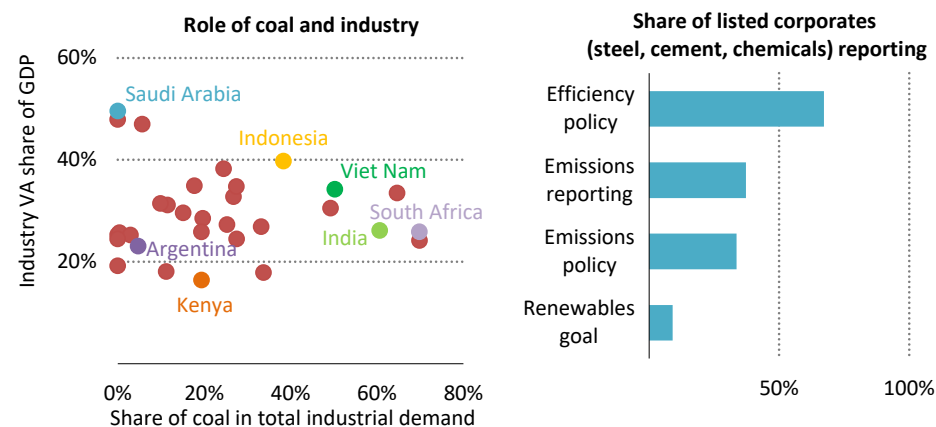 Role of coal and industry
Industry VA share of GDP
60%
40%
20%
Saudi Arabia
Indonesia
Viet Nam
South Africa
India
Argentina
Kenya
0%
20%
40%
60%
80%
Share of coal in total industrial demand
Share of listed corporates
(steel, cement, chemicals) reporting
Efficiency
policy
Emissions
reporting
Emissions
policy
Renewables
goal
50%
100%